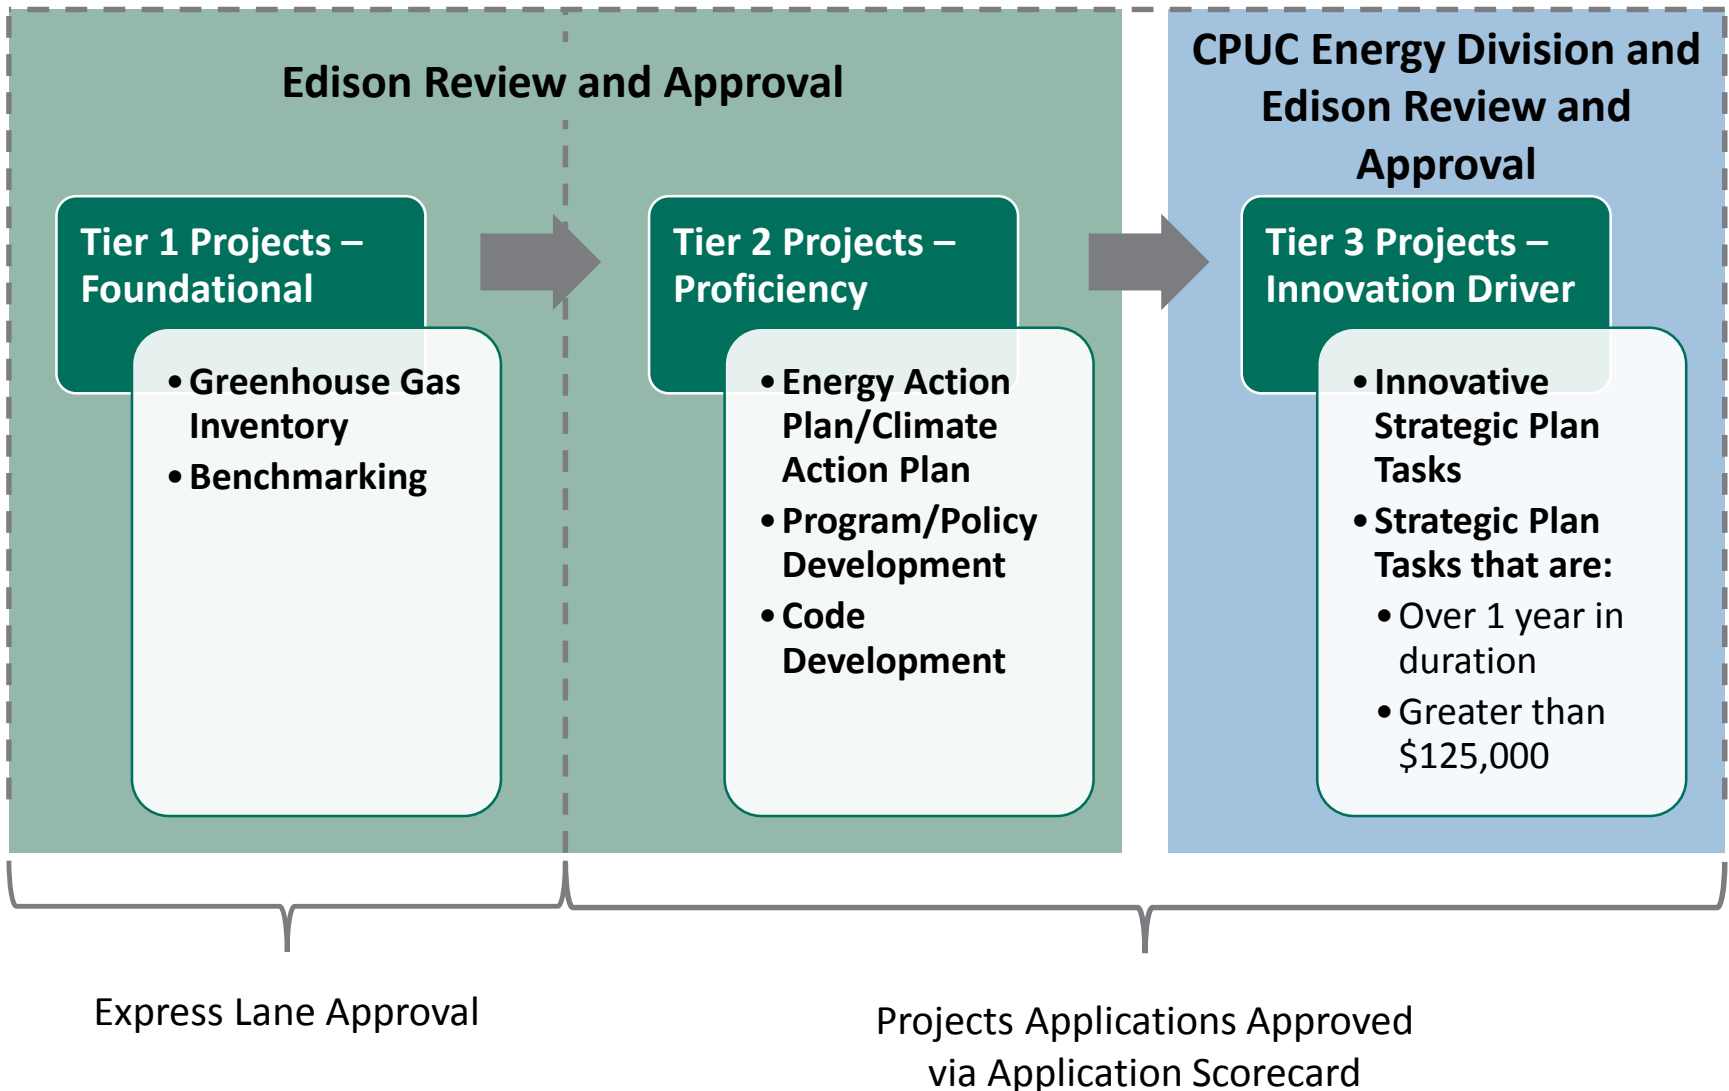 Edison Review and Approval
CPUC Energy Division and
Edison Review and
Approval
Tier 1 Projects –
Foundational
• Greenhouse Gas
Inventory
• Benchmarking
Tier 2 Projects –
Proficiency
• Energy Action
Plan/Climate
Action Plan
• Program/Policy
Development
• Code
Development
Tier 3 Projects –
Innovation Driver
• Innovative
Strategic Plan
Tasks
• Strategic Plan
Tasks that are:
• Over 1 year in
duration
• Greater than
$125,000
Express Lane Approval
Projects Applications Approved
via Application Scorecard